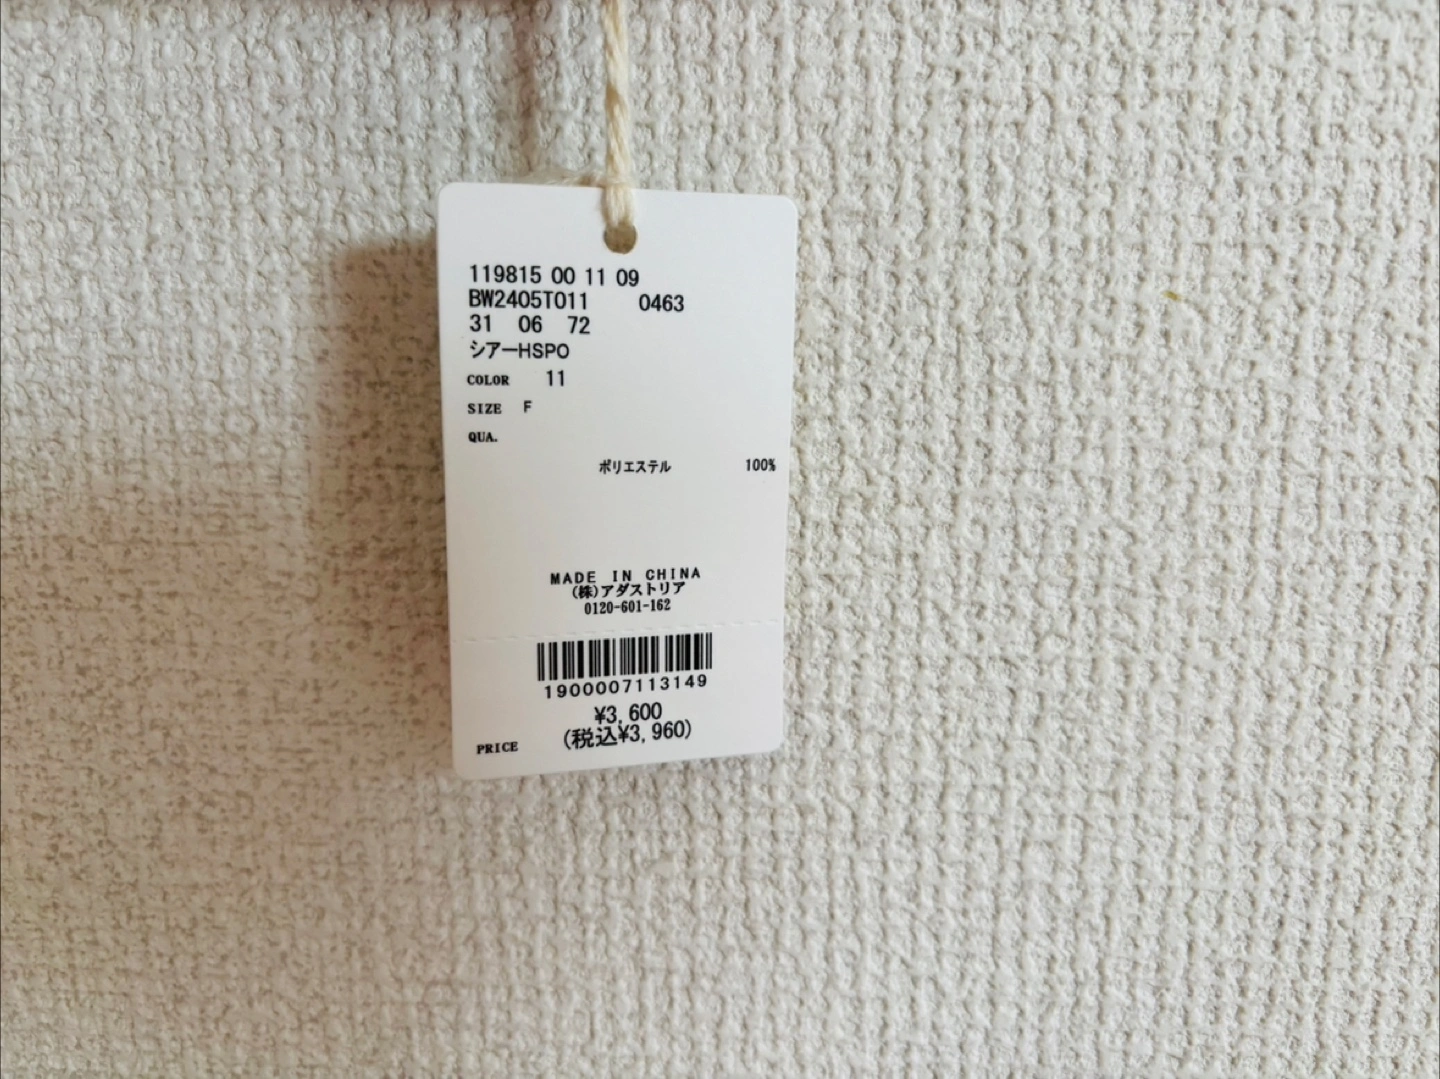 119815 00 11 09
BW2405T011 0463
31 06 72
シアーHSPO
COLOR 11
SIZE F
QUA.
ポリエステル 100%
MADE IN CHINA
(株)アダストリア
0120-601-162
1900007113149
¥3,600
PRICE (税込¥3,960)